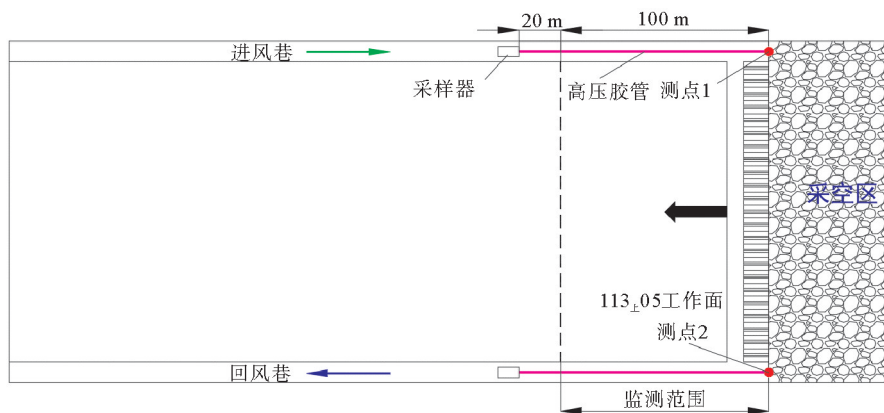 20 m
100 m
进风巷
采样器
高压胶管
测点1
采空区
113上05工作面
测点2
回风巷
监测范围